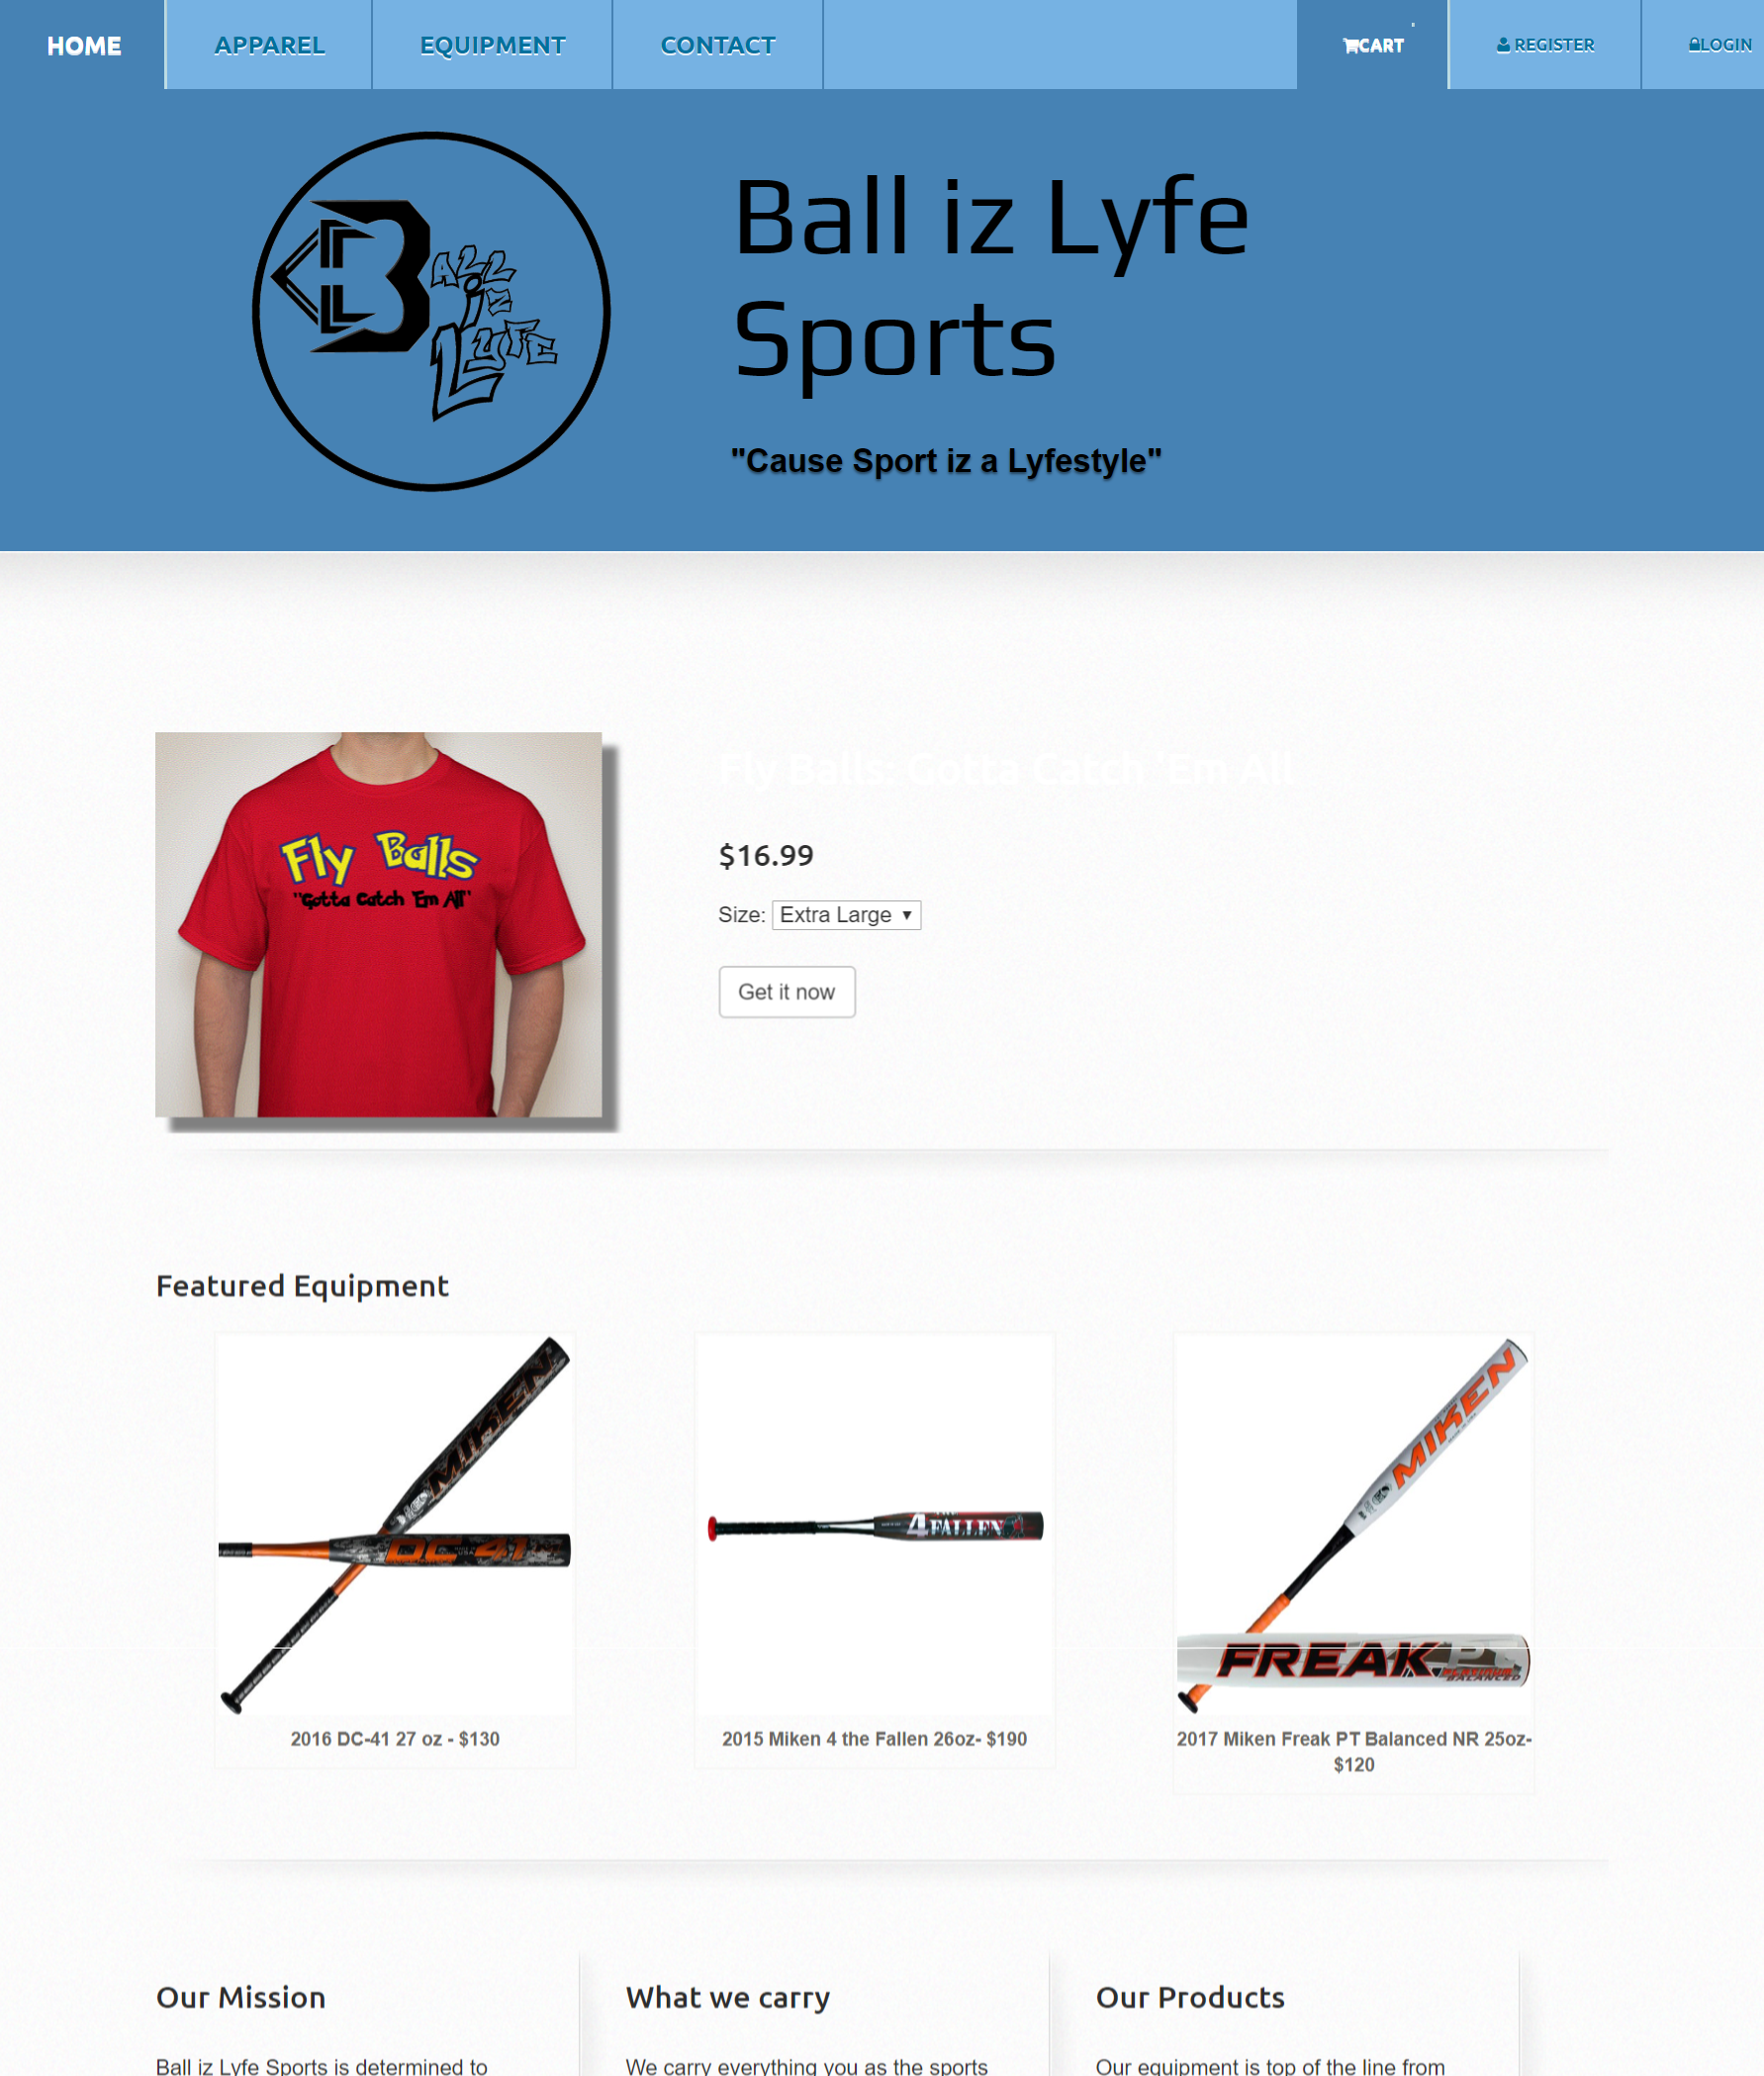 HOME
APPAREL
EQUIPMENT
CONTACT
CART
REGISTER
LOGIN
B
ALL
iz
LYFE
Ball iz Lyfe
Sports
"Cause Sport iz a Lyfestyle"
Fly Balls
"Gotta Catch 'Em All"
Fly Balls: Gotta Catch 'Em All
$16.99
Size: Extra Large
Get it now
Featured Equipment
MIKEN
DC-41
4 FALLEN
MIKEN
FREAK PT
PLATINUM
BALANCED
2016 DC-41 27 oz - $130
2015 Miken 4 the Fallen 26oz- $190
2017 Miken Freak PT Balanced NR 25oz-
$120
Our Mission
What we carry
Our Products
Ball iz Lyfe Sports is determined to
We carry everything you as the sports
Our equipment is top of the line from